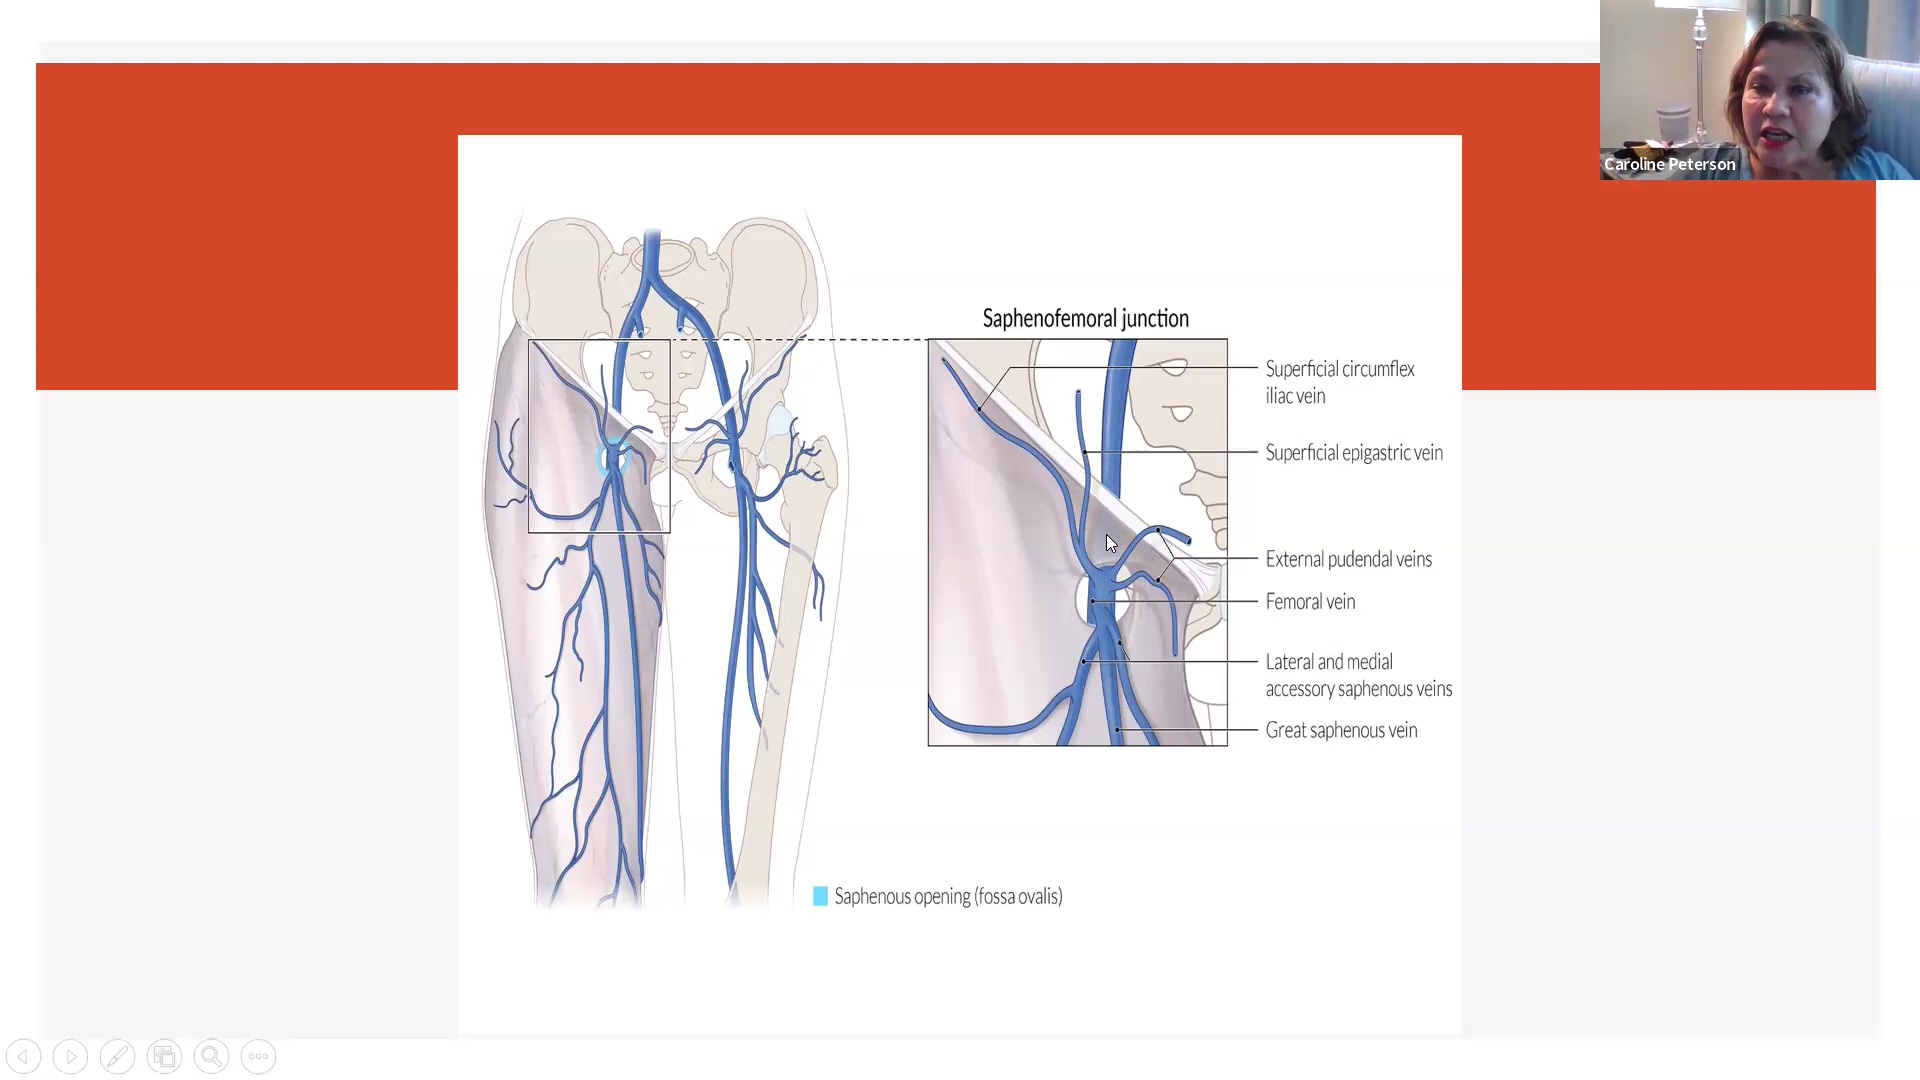 Caroline Peterson
Saphenofemoral junction
Superficial circumflex
iliac vein
Superficial epigastric vein
External pudendal veins
Femoral vein
Lateral and medial
accessory saphenous veins
Great saphenous vein
Saphenous opening (fossa ovalis)